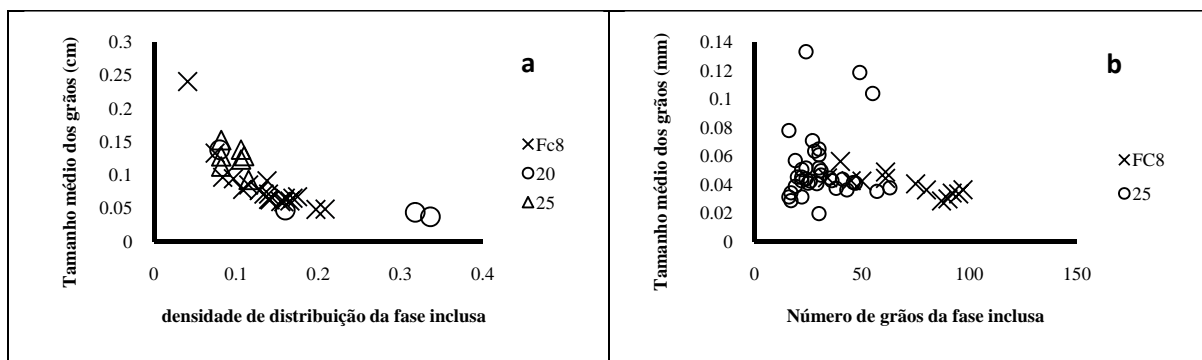 0.3
0.25
0.2
0.15
0.1
0.05
0
0 0.1 0.2 0.3 0.4
Tamanho médio dos grãos (cm)
densidade de distribuição da fase inclusa
a
Fc8
20
25
0.14
0.12
0.1
0.08
0.06
0.04
0.02
0
0 50 100 150
Tamanho médio dos grãos (mm)
Número de grãos da fase inclusa
b
FC8
25